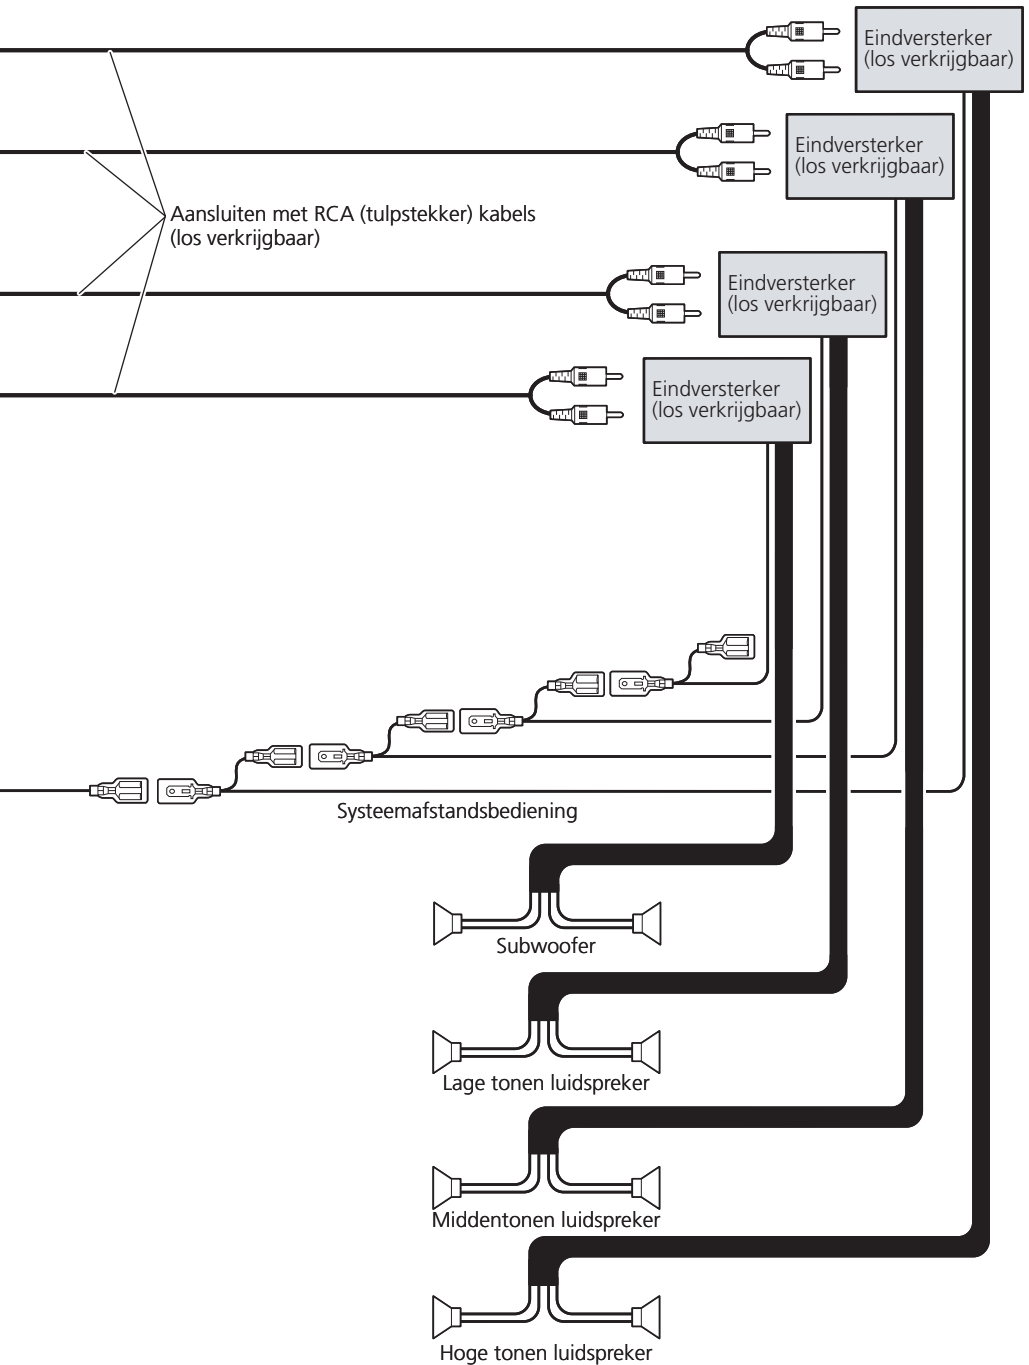 Eindversterker
(los verkrijgbaar)
Eindversterker
(los verkrijgbaar)
Aansluiten met RCA (tulpstekker) kabels
(los verkrijgbaar)
Eindversterker
(los verkrijgbaar)
Eindversterker
(los verkrijgbaar)
Systeemafstandsbediening
Subwoofer
Lage tonen luidspreker
Middentonen luidspreker
Hoge tonen luidspreker